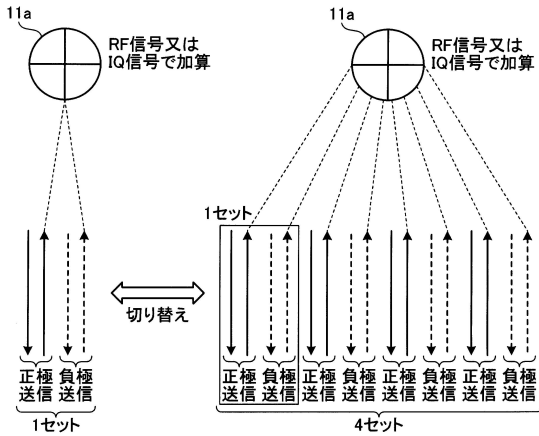 11a
RF信号又は
IQ信号で加算
正極
送信
負極
送信
1セット
切り替え
11a
RF信号又は
IQ信号で加算
1セット
正極
送信
負極
送信
正極
送信
負極
送信
正極
送信
負極
送信
正極
送信
負極
送信
4セット